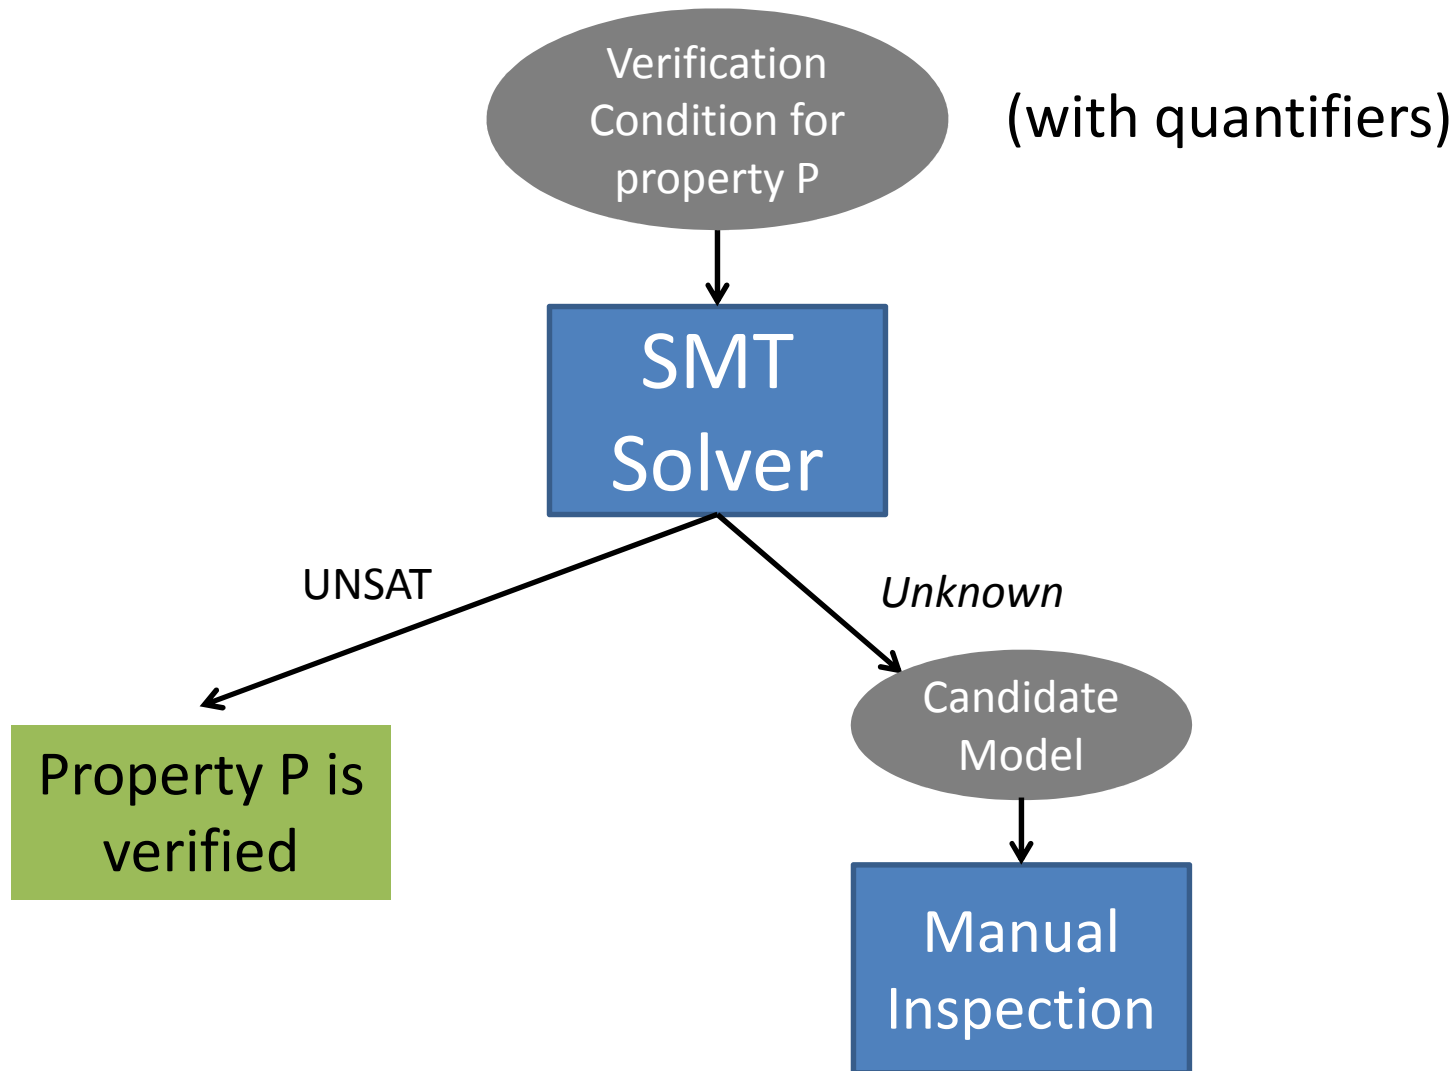 Verification
Condition for
property P
(with quantifiers)
SMT
Solver
UNSAT
Unknown
Candidate
Model
Property P is
verified
Manual
Inspection